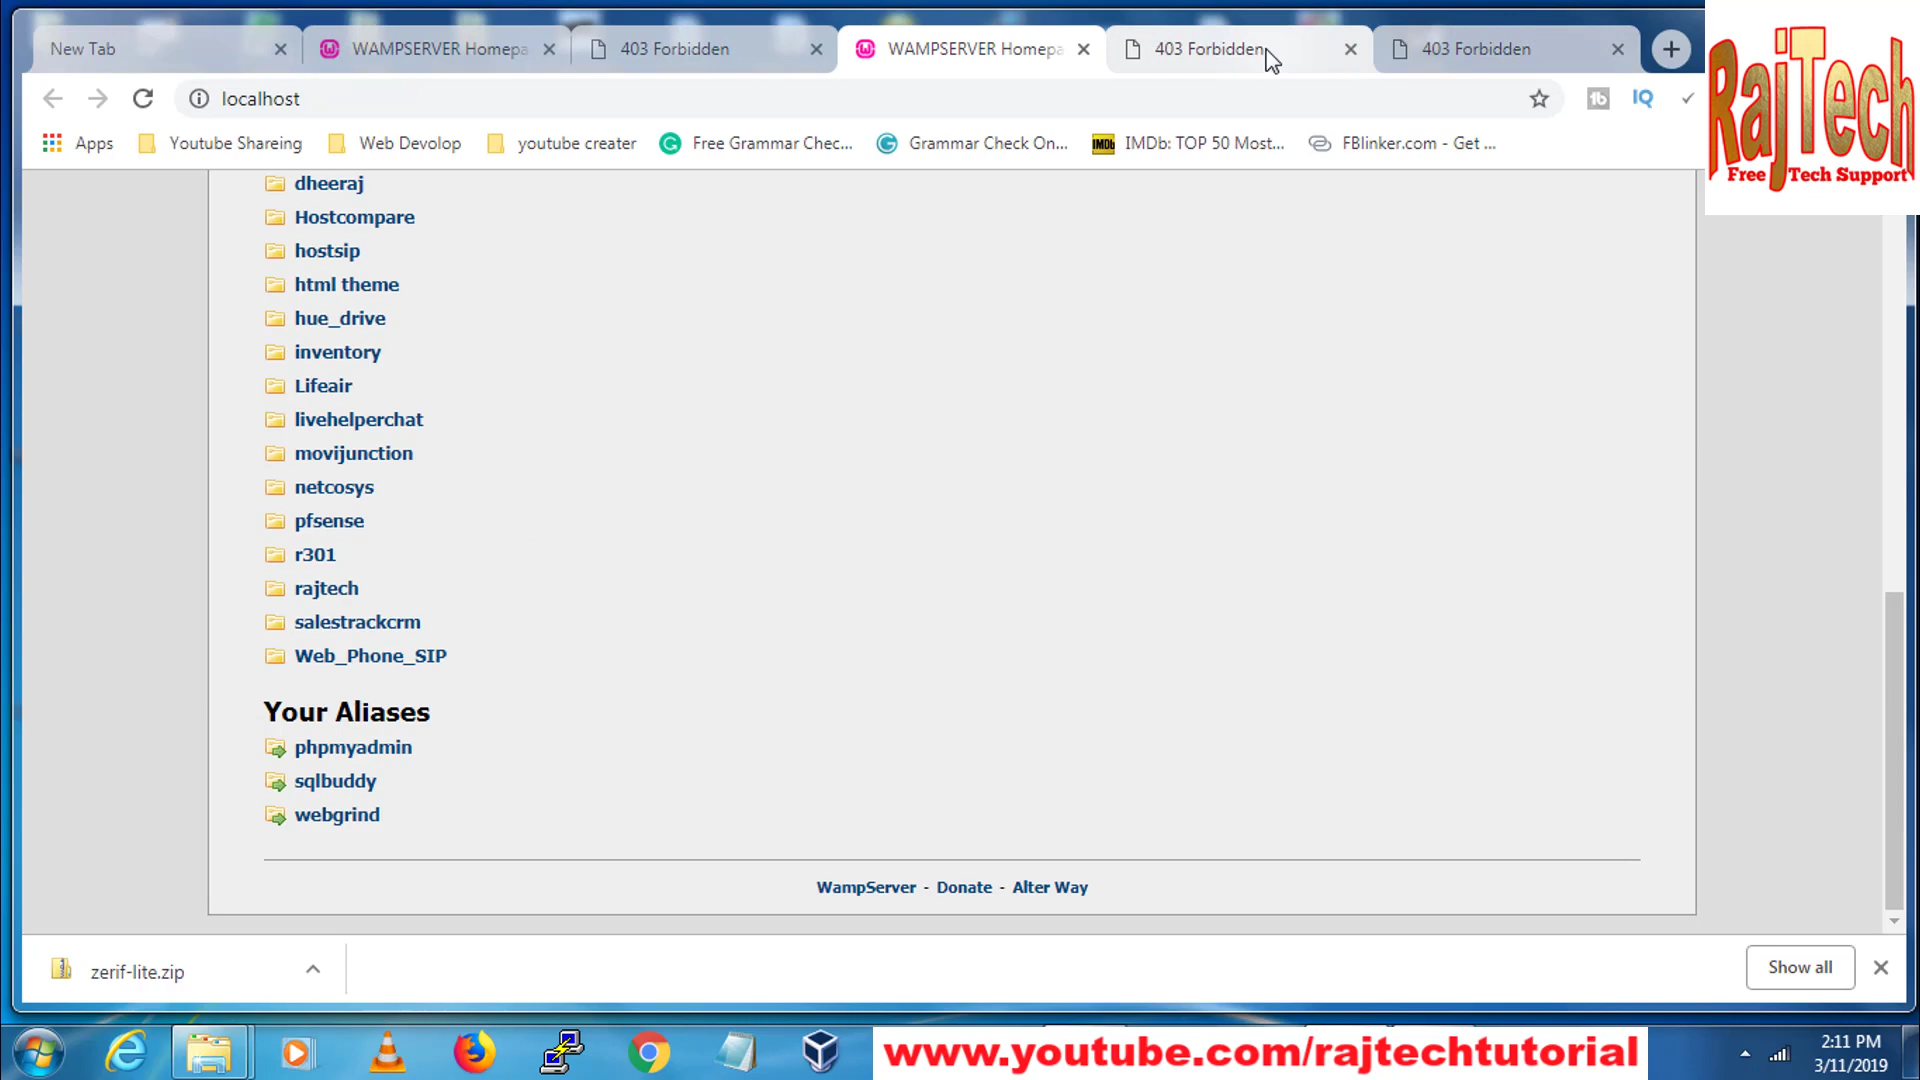 New Tab
WAMPSERVER Homepa
403 Forbidden
WAMPSERVER Homepa
403 Forbidden
403 Forbidden
localhost
IQ
Apps
Youtube Shareing
Web Devolop
youtube creater
Free Grammar Chec...
Grammar Check On...
IMDb
IMDb: TOP 50 Most...
FBlinker.com - Get ...
RajTech
Free Tech Support
dheeraj
Hostcompare
hostsip
html theme
hue_drive
inventory
Lifeair
livehelperchat
movijunction
netcosys
pfsense
r301
rajtech
salestrackcrm
Web_Phone_SIP
Your Aliases
phpmyadmin
sqlbuddy
webgrind
WampServer - Donate - Alter Way
zerif-lite.zip
Show all
www.youtube.com/rajtechtutorial
2:11 PM
3/11/2019